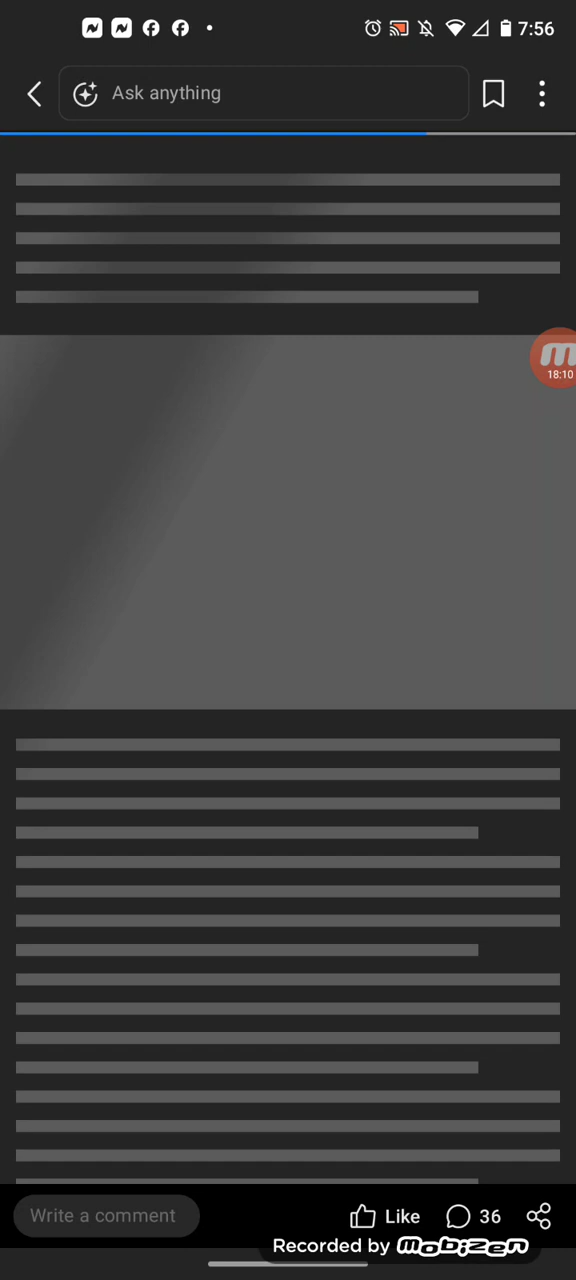 7:56
Ask anything
m
18:10
Write a comment
Like
36
Recorded by mobizen